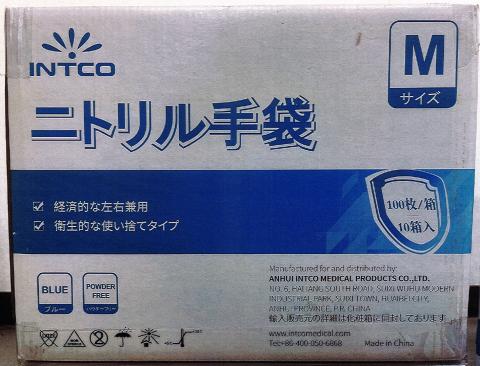 INTCO
M
サイズ
ニトリル手袋
経済的な左右兼用
衛生的な使い捨てタイプ
100枚/箱
10箱入
BLUE
ブルー
POWDER
FREE
パウダーフリー
Manufactured for and distributed by:
ANHUI INTCO MEDICAL PRODUCTS CO.,LTD.
NO. 6, HALIANG SOUTH ROAD, SUIXI WUHU MODERN
INDUSTRIAL PARK, SUIXI TOWN, HUAIBEI CITY,
ANHUI PROVINCE, P.R. CHINA
輸入販売元の詳細は化粧箱に同封しております
www.intcomedical.com
Tel:+86-400-050-6868 Made in China